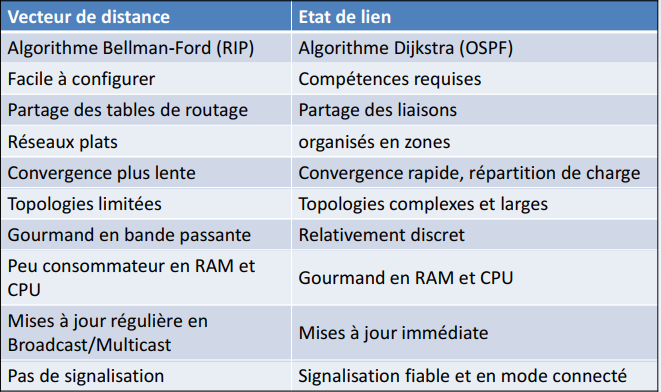 Vecteur de distance Etat de lien
Algorithme Bellman-Ford (RIP) Algorithme Dijkstra (OSPF)
Facile à configurer Compétences requises
Partage des tables de routage Partage des liaisons
Réseaux plats organisés en zones
Convergence plus lente Convergence rapide, répartition de charge
Topologies limitées Topologies complexes et larges
Gourmand en bande passante Relativement discret
Peu consommateur en RAM et
CPU
Gourmand en RAM et CPU
Mises à jour régulière en
Broadcast/Multicast
Mises à jour immédiate
Pas de signalisation Signalisation fiable et en mode connecté